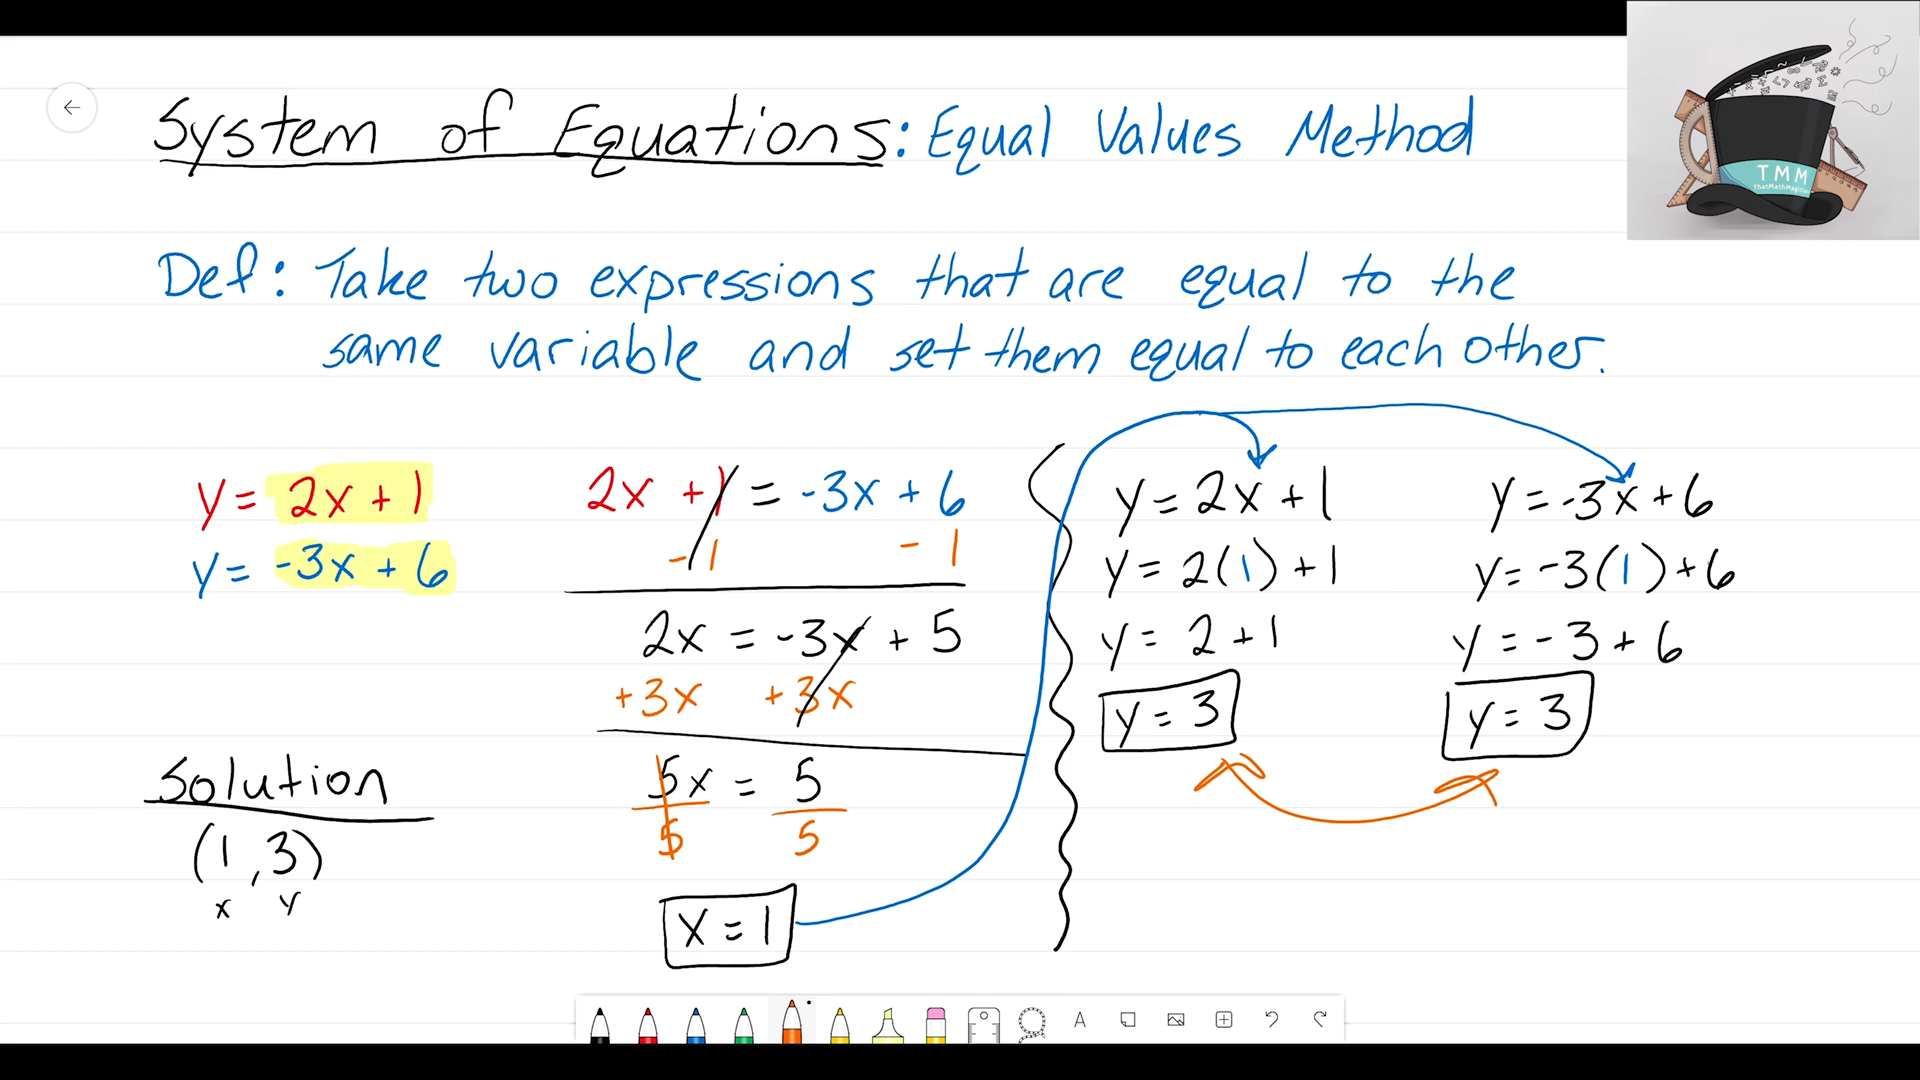 System of Equations: Equal Values Method
TMM
ThatMathMagician
Def: Take two expressions that are equal to the
same variable and set them equal to each other.
y = 2x + 1
y = -3x + 6
2x + 1 = -3x + 6
- 1 - 1
2x = -3x + 5
+3x +3x
5x = 5
5 5
x = 1
y = 2x + 1
y = 2(1) + 1
y = 2 + 1
y = 3
y = -3x + 6
y = -3(1) + 6
y = -3 + 6
y = 3
Solution
(1, 3)
x y
A